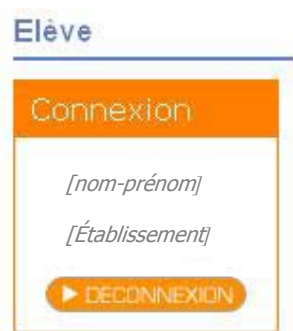 Elève
Connexion
[nom-prénom]
[Établissement]
DECONNEXION